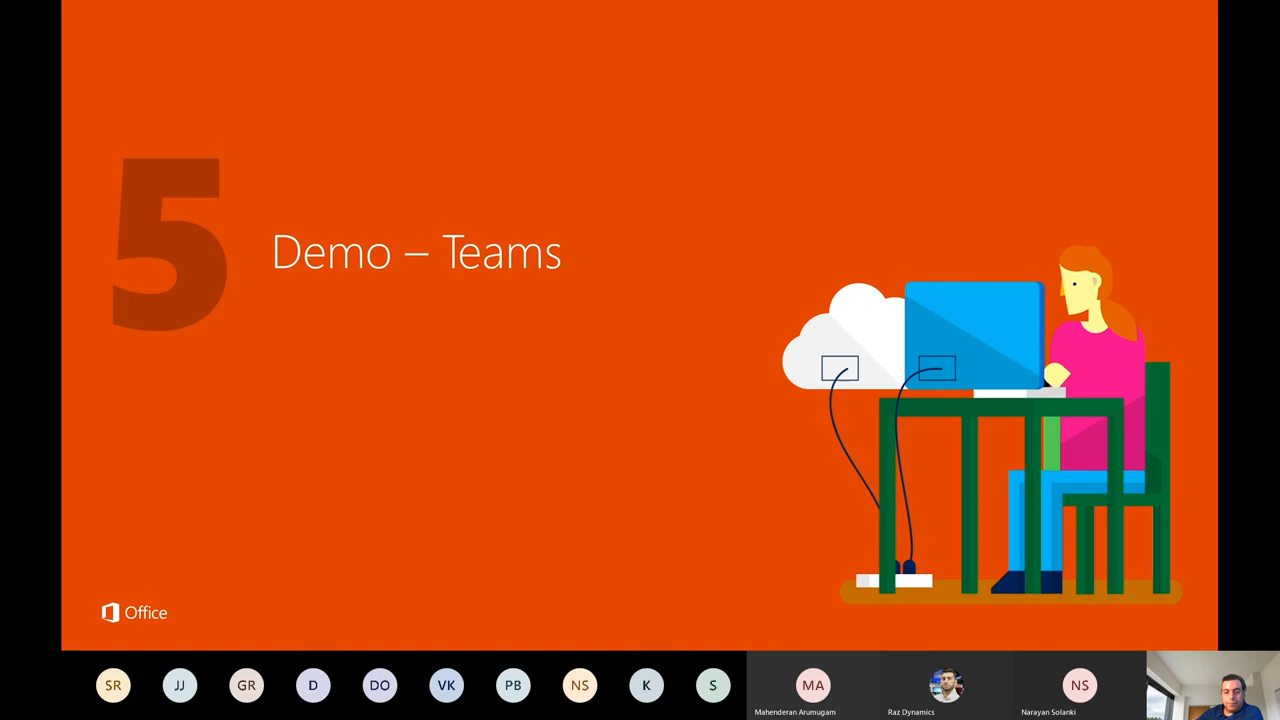 5
Demo – Teams
Office
SR
JJ
GR
D
DO
VK
PB
NS
K
S
MA
NS
Mahenderan Arumugam
Raz Dynamics
Narayan Solanki